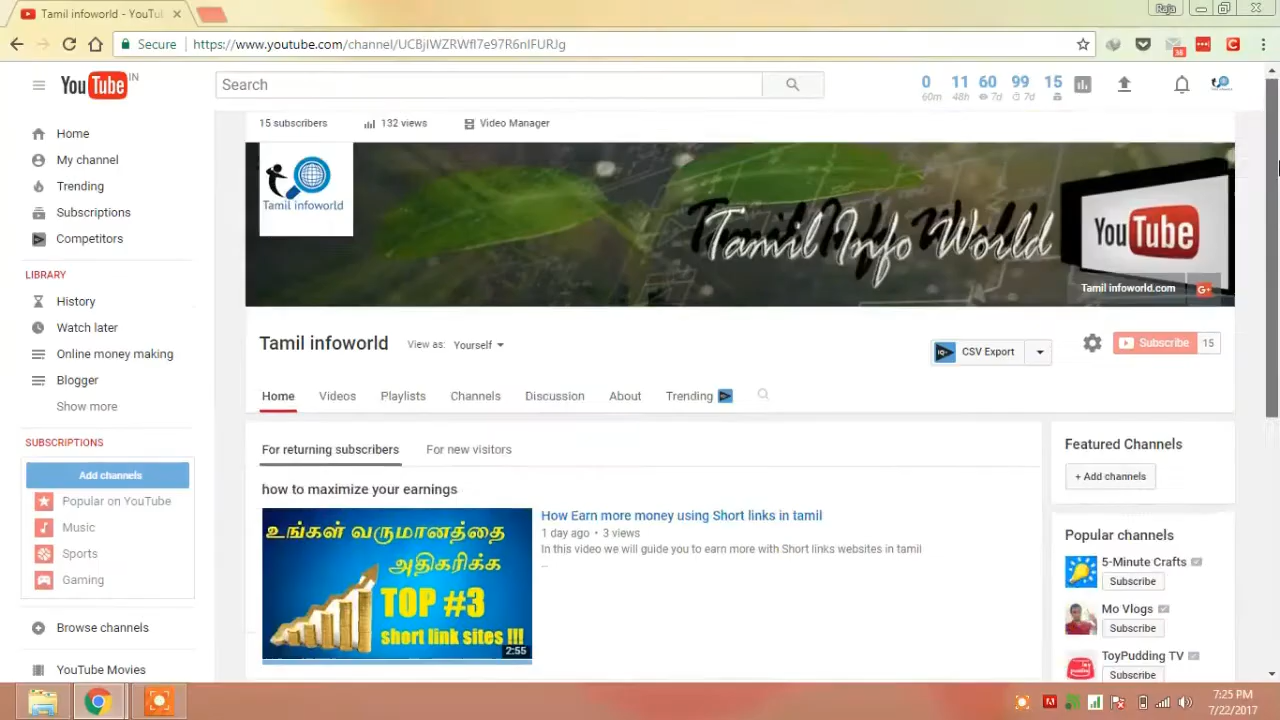 Tamil infoworld - YouTu
Raja
Secure
https://www.youtube.com/channel/UCBjIWZRWfl7e97R6nIFURJg
36
YouTube IN
Search
0 11 60 99 15
60m 48h 7d 7d
Home
My channel
Trending
Subscriptions
Competitors
LIBRARY
History
Watch later
Online money making
Blogger
Show more
SUBSCRIPTIONS
Add channels
Popular on YouTube
Music
Sports
Gaming
Browse channels
YouTube Movies
15 subscribers
132 views
Video Manager
Tamil infoworld
Tamil Info World
YouTube
Tamil infoworld.com
G+
Tamil infoworld
View as: Yourself
CSV Export
Subscribe 15
Home Videos Playlists Channels Discussion About Trending
For returning subscribers
For new visitors
how to maximize your earnings
உங்கள் வருமானத்தை
அதிகரிக்க
TOP #3
short link sites !!!
2:55
How Earn more money using Short links in tamil
1 day ago • 3 views
In this video we will guide you to earn more with Short links websites in tamil
...
Featured Channels
+ Add channels
Popular channels
5-Minute Crafts
Subscribe
Mo Vlogs
Subscribe
ToyPudding TV
Subscribe
7:25 PM
7/22/2017